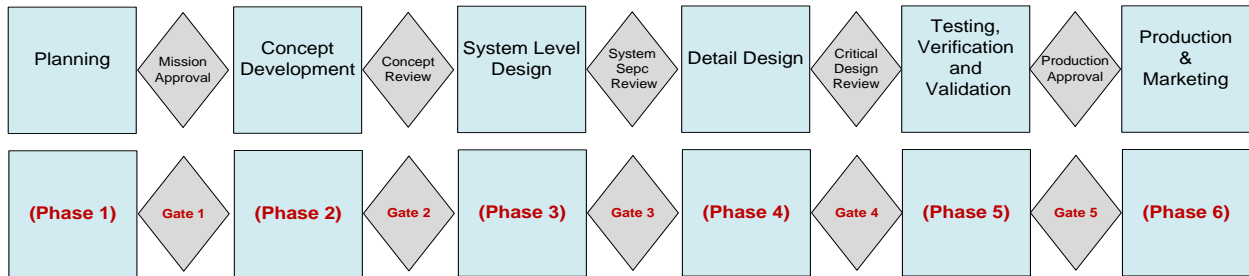 Planning
Mission
Approval
Concept
Development
Concept
Review
System Level
Design
System
Sepc
Review
Detail Design
Critical
Design
Review
Testing,
Verification
and
Validation
Production
Approval
Production
&
Marketing
(Phase 1)
Gate 1
(Phase 2)
Gate 2
(Phase 3)
Gate 3
(Phase 4)
Gate 4
(Phase 5)
Gate 5
(Phase 6)